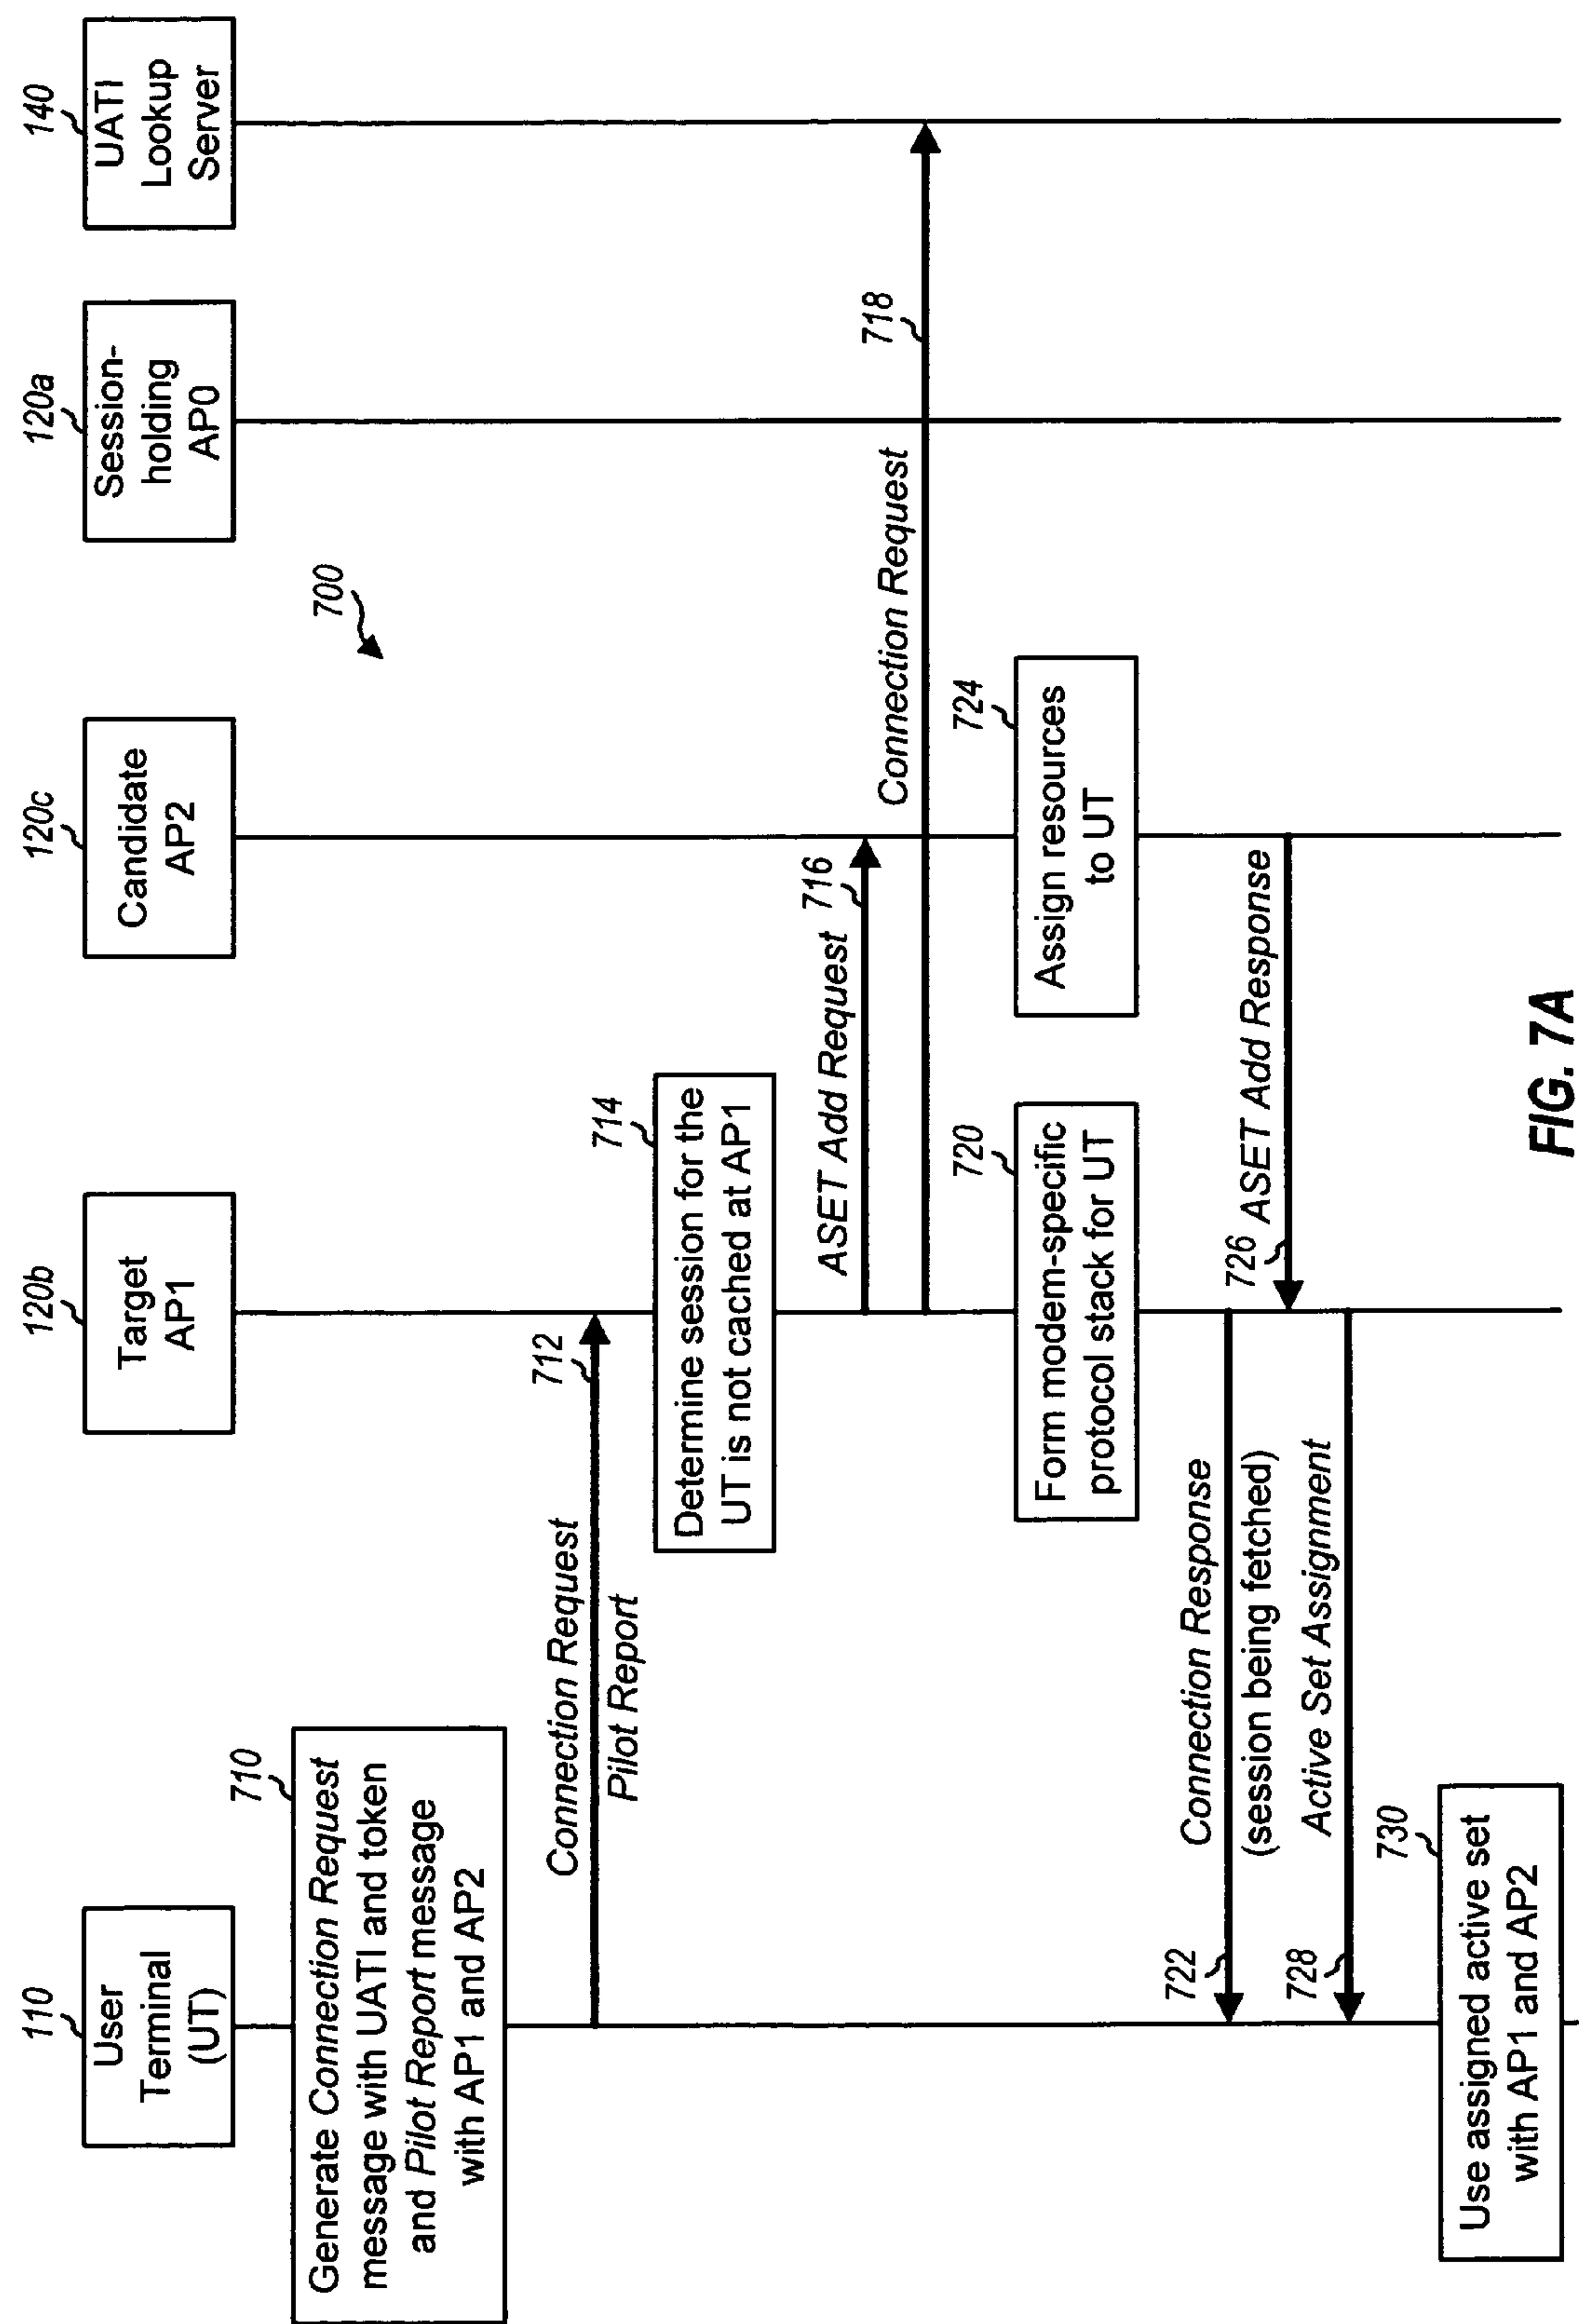 110
User
Terminal
(UT)
120b
Target
AP1
120c
Candidate
AP2
120a
Session-
holding
AP0
140
UATI
Lookup
Server
700
710
Generate Connection Request
message with UATI and token
and Pilot Report message
with AP1 and AP2
Connection Request
712
Pilot Report
714
Determine session for the
UT is not cached at AP1
ASET Add Request
716
Connection Request
718
720
Form modem-specific
protocol stack for UT
724
Assign resources
to UT
722
Connection Response
(session being fetched)
726
ASET Add Response
728
Active Set Assignment
730
Use assigned active set
with AP1 and AP2
FIG. 7A